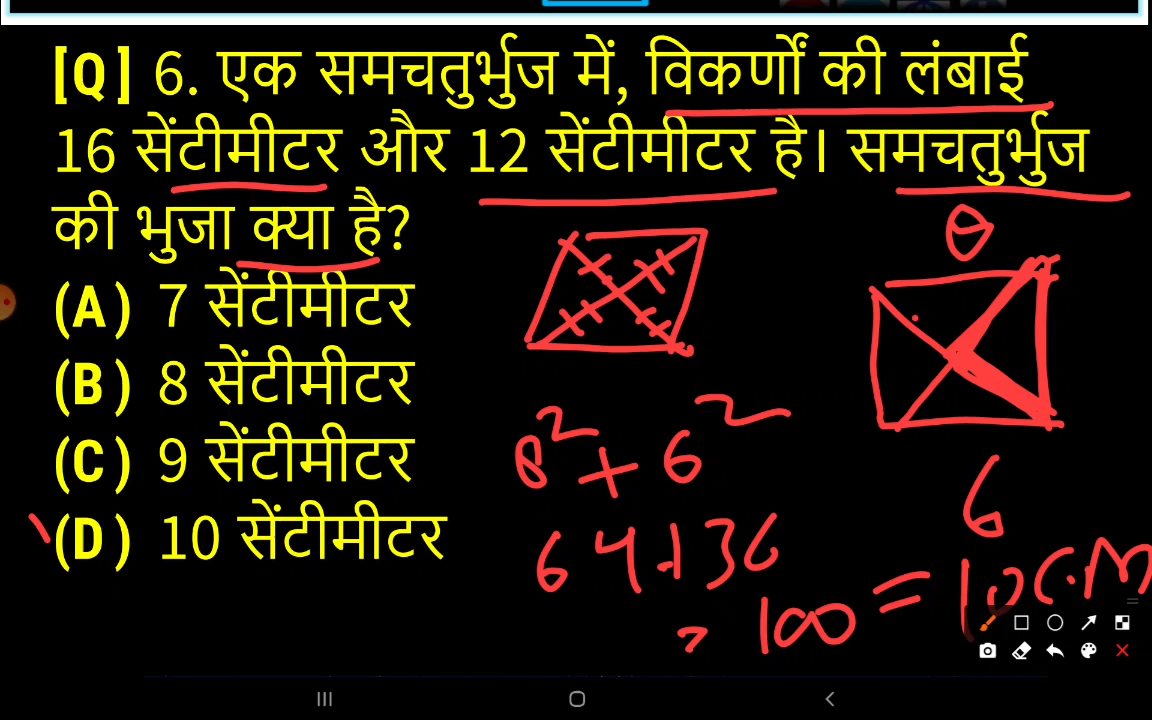 [Q] 6. एक समचतुर्भुज में, विकर्णों की लंबाई
16 सेंटीमीटर और 12 सेंटीमीटर है। समचतुर्भुज
की भुजा क्या है?
(A) 7 सेंटीमीटर
(B) 8 सेंटीमीटर
(C) 9 सेंटीमीटर
(D) 10 सेंटीमीटर
θ
8² + 6²
6
64+36
= 100 = 10 C.M